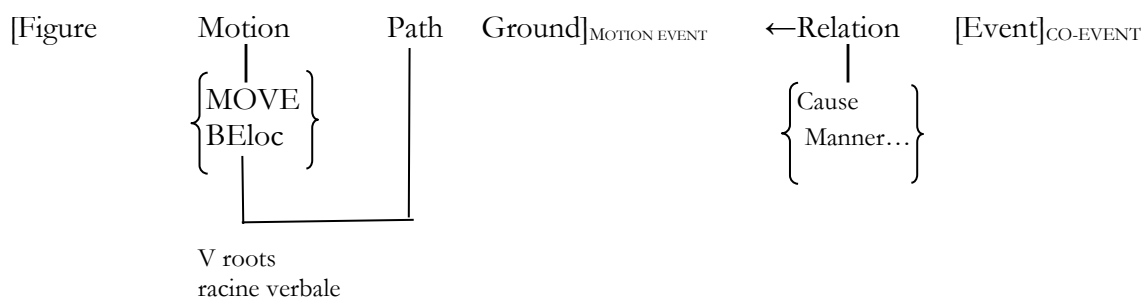 [Figure Motion Path Ground]MOTION EVENT ←Relation [Event]CO-EVENT
MOVE
BEloc
Cause
Manner…
V roots
racine verbale